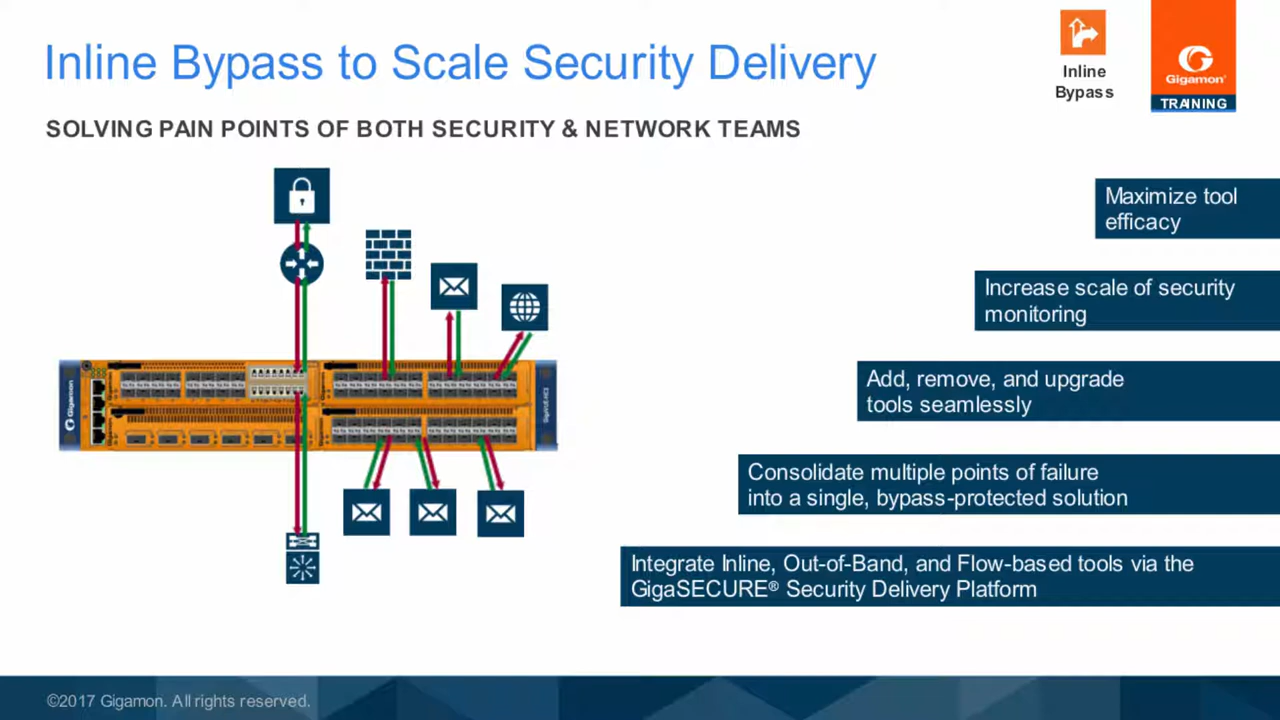 Inline Bypass to Scale Security Delivery
SOLVING PAIN POINTS OF BOTH SECURITY & NETWORK TEAMS
Inline
Bypass
Gigamon®
TRAINING
Maximize tool
efficacy
Increase scale of security
monitoring
Add, remove, and upgrade
tools seamlessly
Consolidate multiple points of failure
into a single, bypass-protected solution
Integrate Inline, Out-of-Band, and Flow-based tools via the
GigaSECURE® Security Delivery Platform
Gigamon
©2017 Gigamon. All rights reserved.